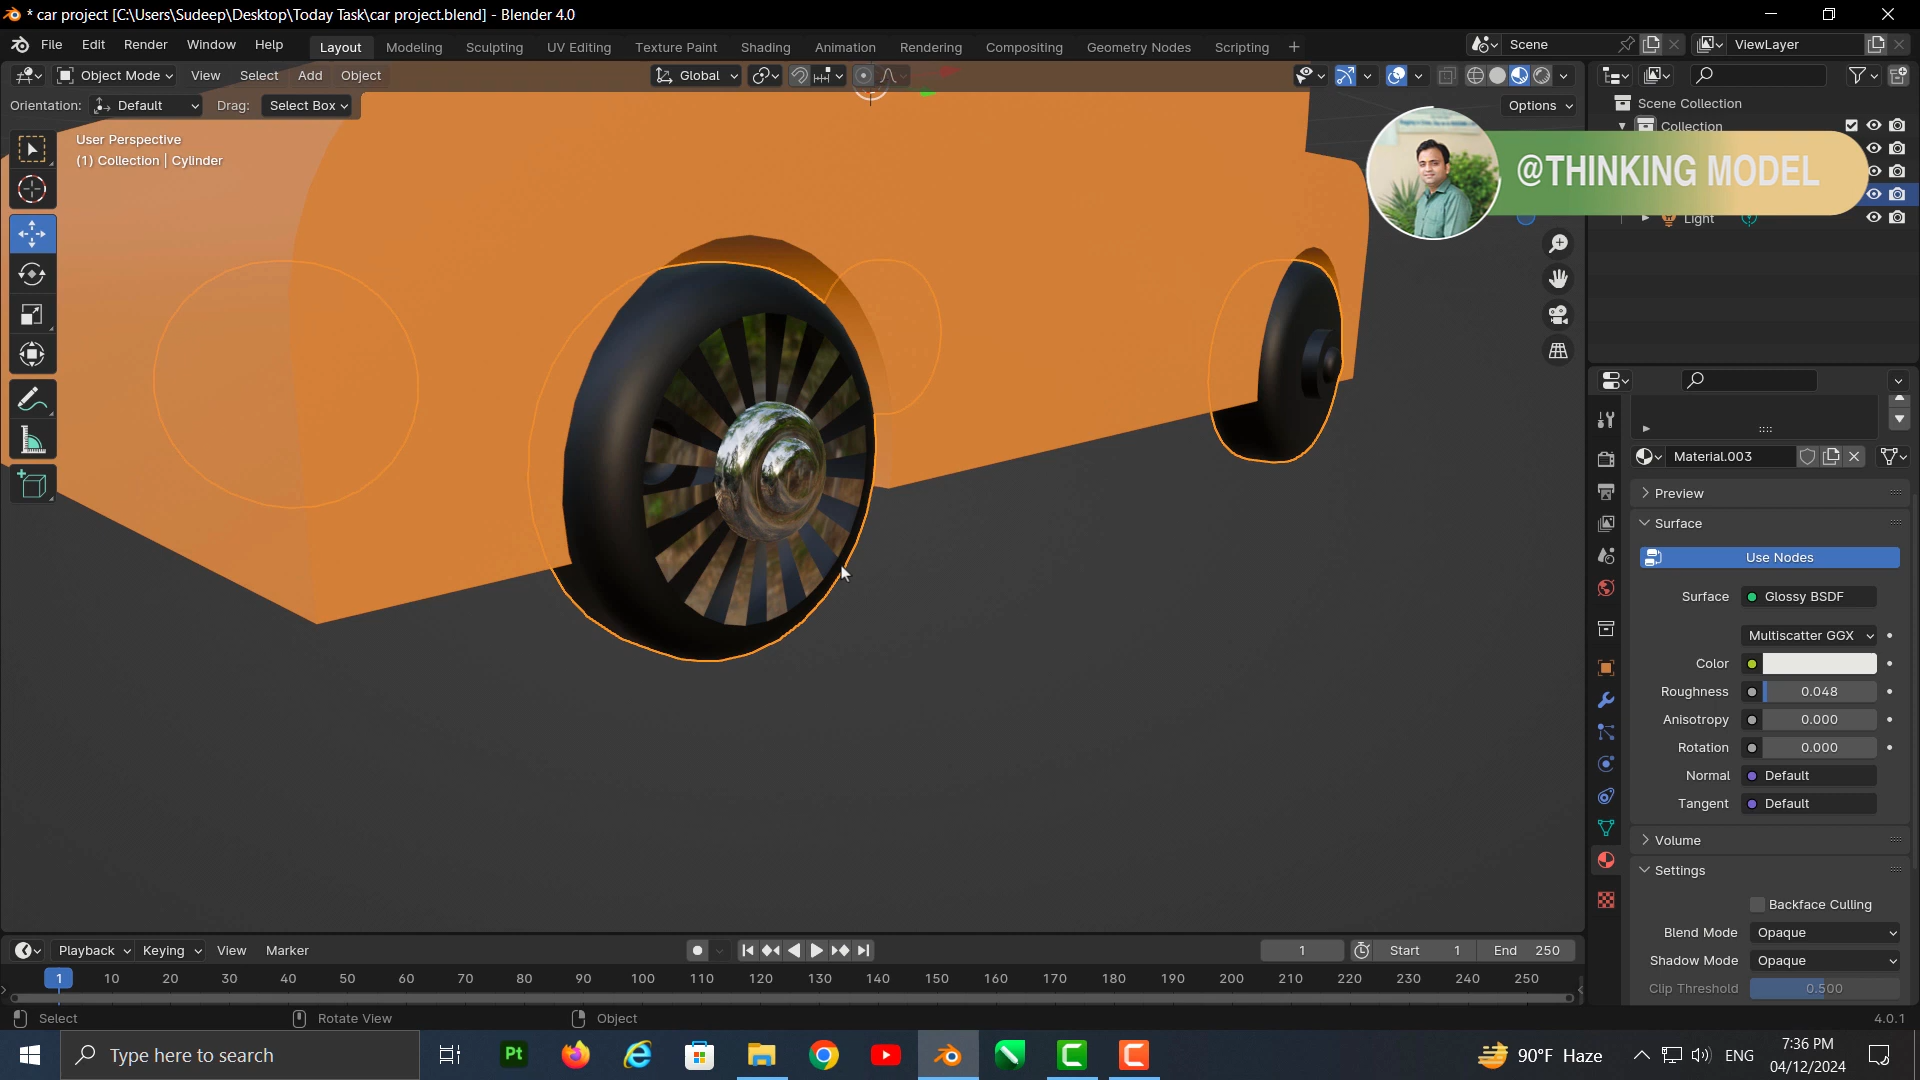 * car project [C:\Users\Sudeep\Desktop\Today Task\car project.blend] - Blender 4.0
File Edit Render Window Help Layout Modeling Sculpting UV Editing Texture Paint Shading Animation Rendering Compositing Geometry Nodes Scripting + Scene ViewLayer
Object Mode View Select Add Object Global
Orientation: Default Drag: Select Box Options
Scene Collection
Collection
User Perspective
(1) Collection | Cylinder
@THINKING MODEL
Light
Material.003
Preview
Surface
Use Nodes
Surface Glossy BSDF
Multiscatter GGX
Color
Roughness 0.048
Anisotropy 0.000
Rotation 0.000
Normal Default
Tangent Default
Volume
Settings
Backface Culling
Blend Mode Opaque
Shadow Mode Opaque
Clip Threshold 0.500
Playback Keying View Marker 1 Start 1 End 250
1 10 20 30 40 50 60 70 80 90 100 110 120 130 140 150 160 170 180 190 200 210 220 230 240 250
Select Rotate View Object 4.0.1
Type here to search Pt 90°F Haze ENG 7:36 PM
04/12/2024